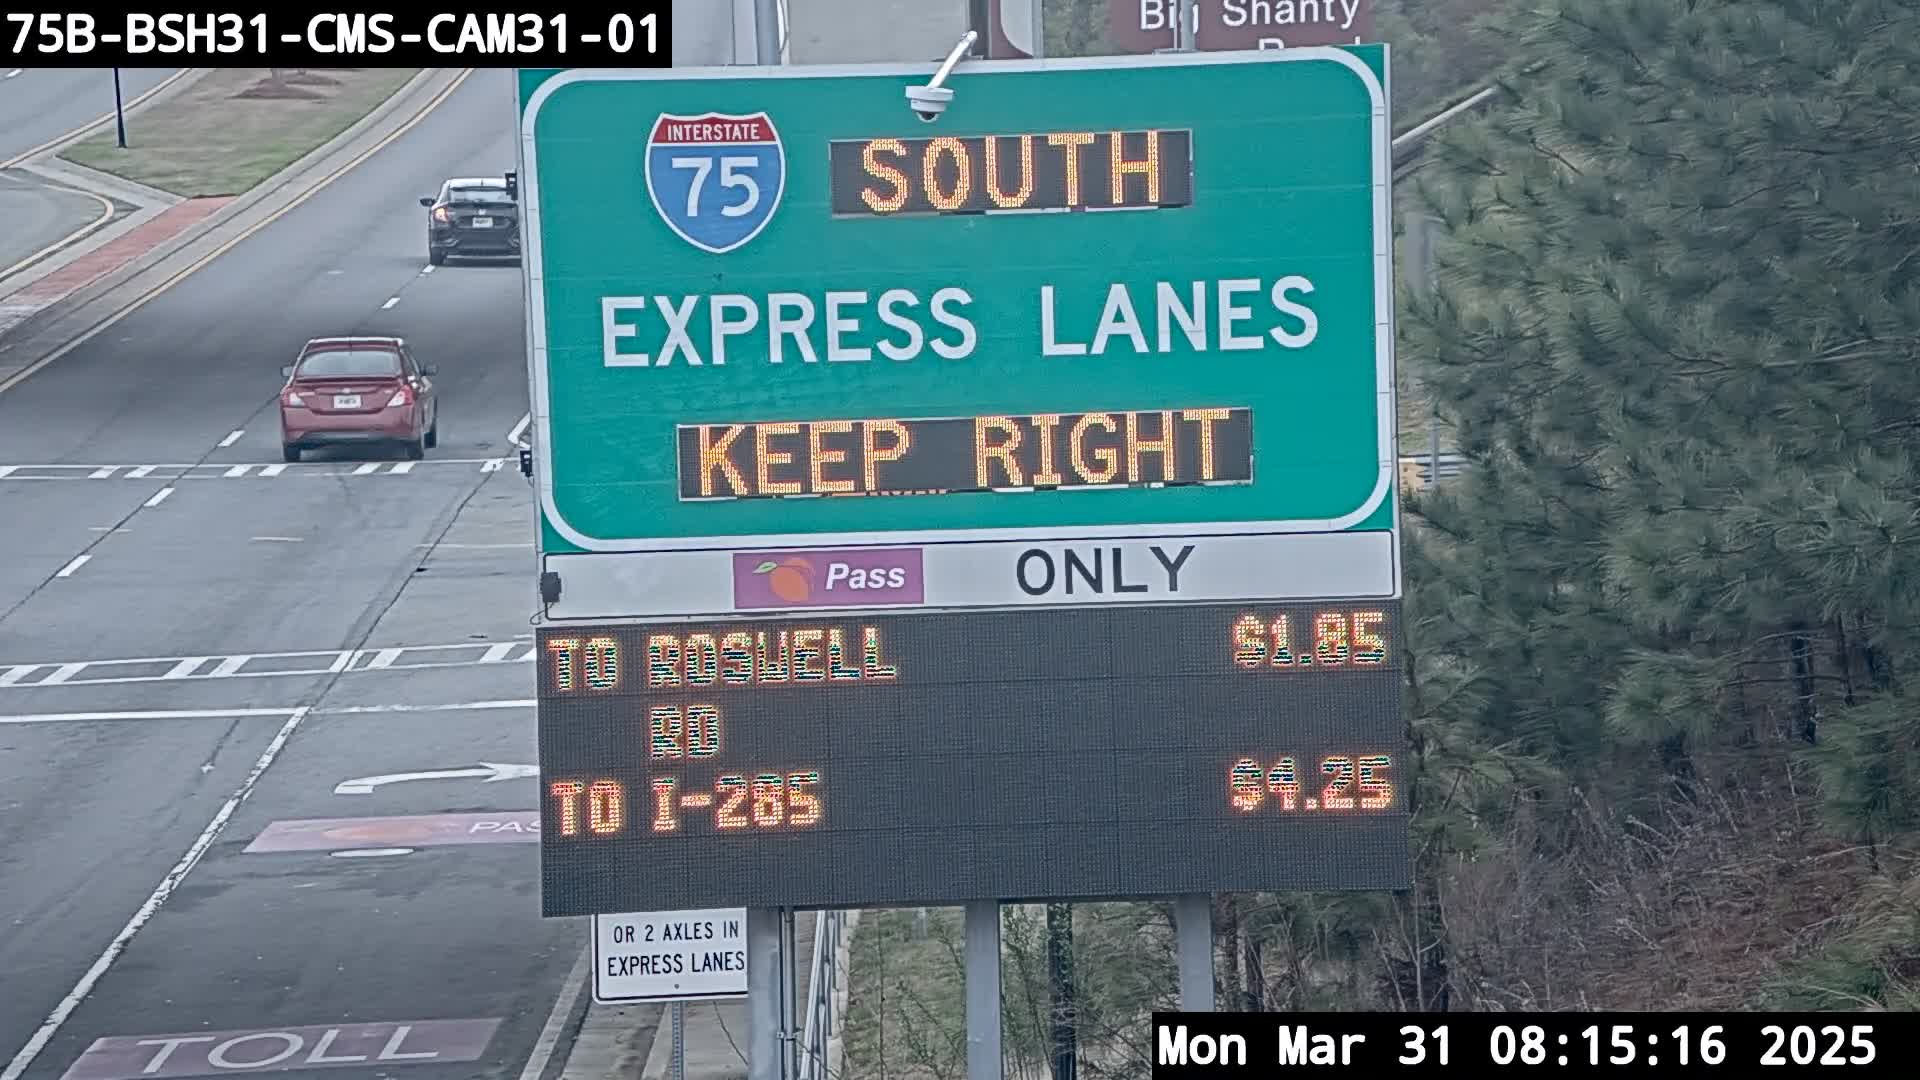 75B-BSH31-CMS-CAM31-01
Big Shanty
INTERSTATE
75
SOUTH
EXPRESS LANES
KEEP RIGHT
Pass ONLY
TO ROSWELL $1.85
RD
TO I-285 $4.25
PAS
OR 2 AXLES IN
EXPRESS LANES
TOLL
Mon Mar 31 08:15:16 2025